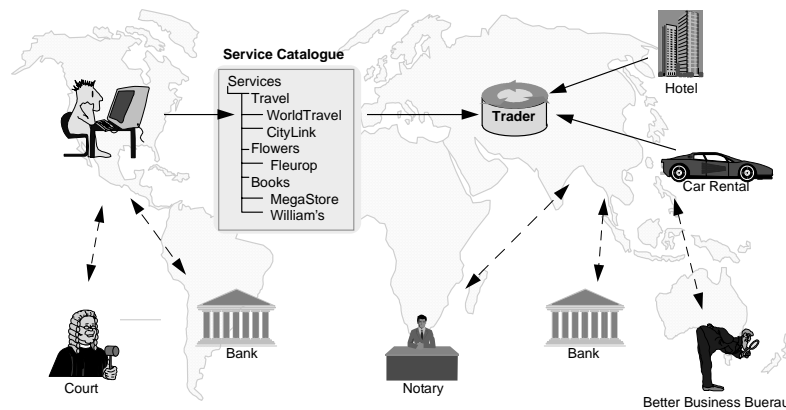 Service Catalogue
Services
Travel
WorldTravel
CityLink
Flowers
Fleurop
Books
MegaStore
William's
Trader
Hotel
Car Rental
Court
Bank
Notary
Bank
Better Business Buerau